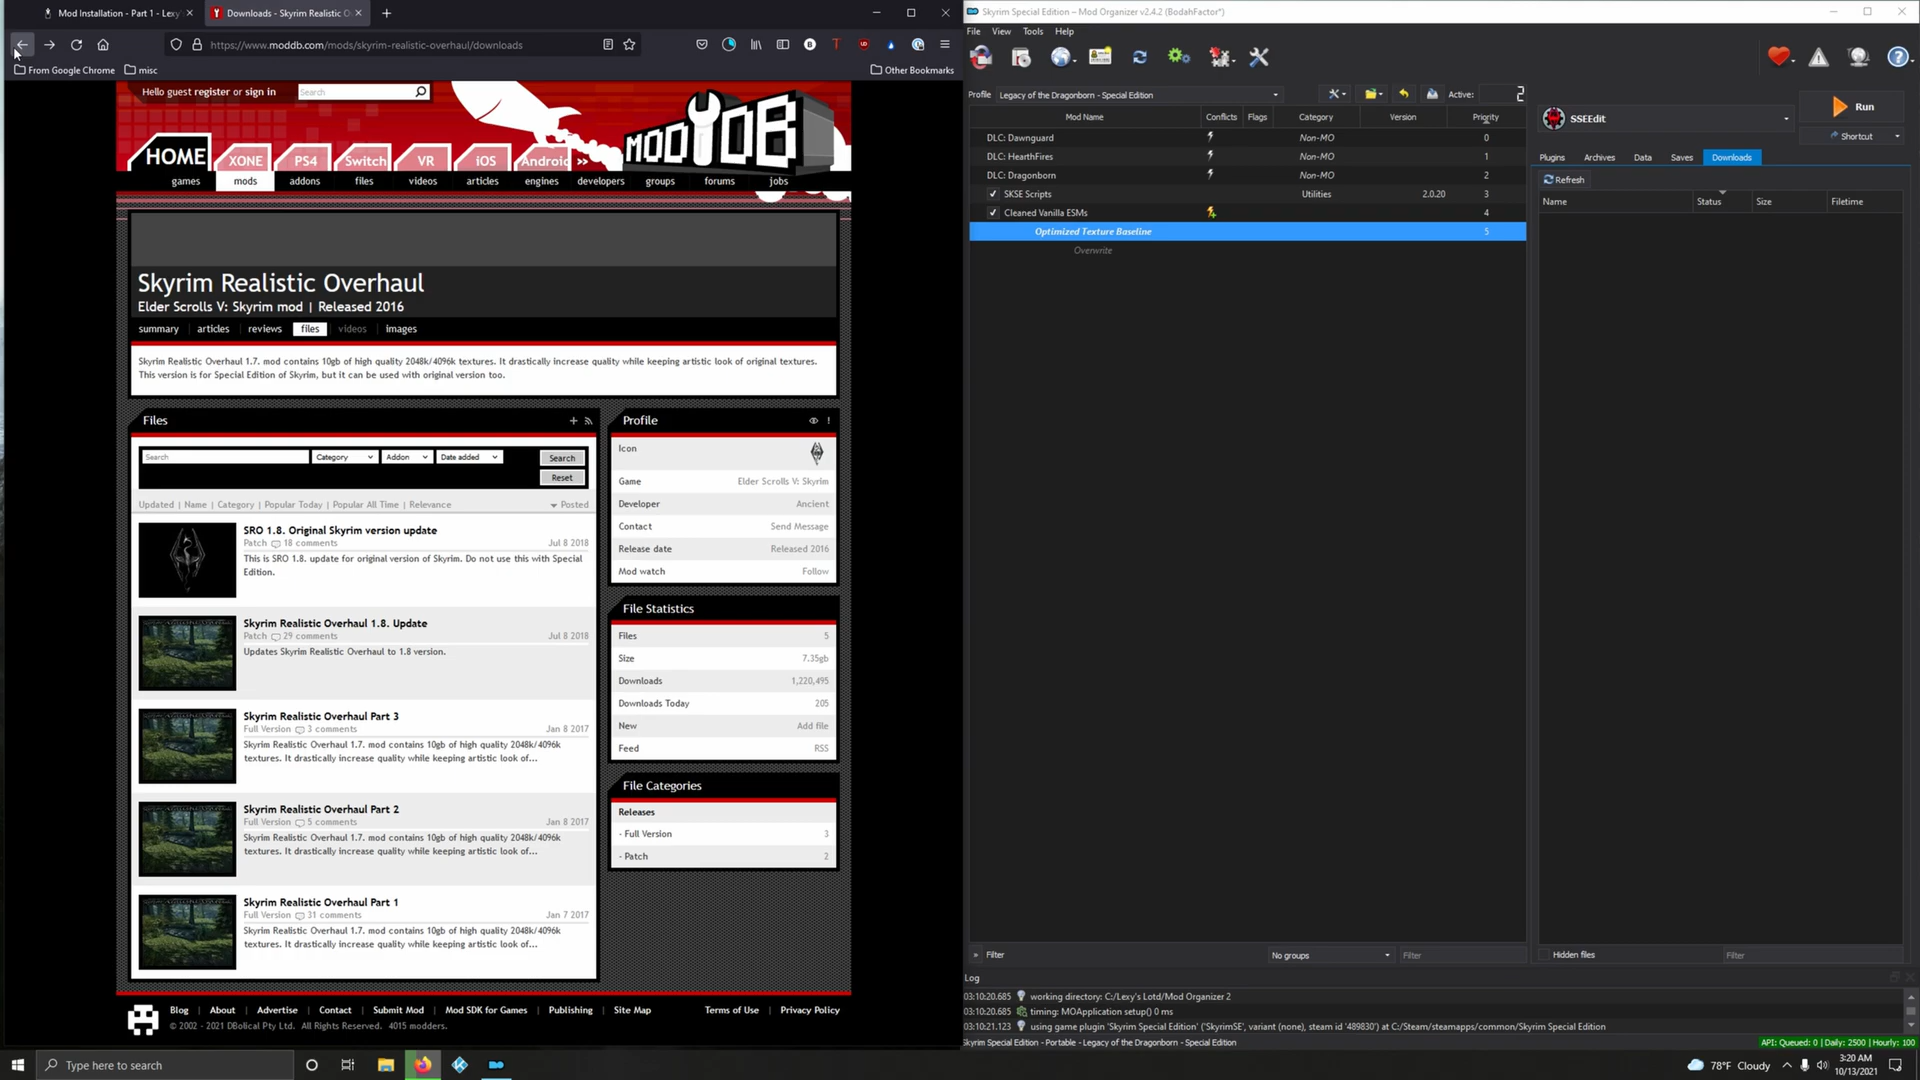 Mod Installation - Part 1 - Lexy'
Downloads - Skyrim Realistic O
https://www.moddb.com/mods/skyrim-realistic-overhaul/downloads
From Google Chrome
misc
Other Bookmarks
Hello guest register or sign in
Search
MODDB
HOME
XONE
PS4
Switch
VR
iOS
Android
»
games
mods
addons
files
videos
articles
engines
developers
groups
forums
jobs
Skyrim Realistic Overhaul
Elder Scrolls V: Skyrim mod | Released 2016
summary
articles
reviews
files
videos
images
Skyrim Realistic Overhaul 1.7. mod contains 10gb of high quality 2048k/4096k textures. It drastically increase quality while keeping artistic look of original textures.
This version is for Special Edition of Skyrim, but it can be used with original version too.
Files
Search
Category
Addon
Date added
Search
Reset
Updated | Name | Category | Popular Today | Popular All Time | Relevance
Posted
SRO 1.8. Original Skyrim version update
Patch 18 comments
Jul 8 2018
This is SRO 1.8. update for original version of Skyrim. Do not use this with Special
Edition.
Skyrim Realistic Overhaul 1.8. Update
Patch 29 comments
Jul 8 2018
Updates Skyrim Realistic Overhaul to 1.8 version.
Skyrim Realistic Overhaul Part 3
Full Version 3 comments
Jan 8 2017
Skyrim Realistic Overhaul 1.7. mod contains 10gb of high quality 2048k/4096k
textures. It drastically increase quality while keeping artistic look of...
Skyrim Realistic Overhaul Part 2
Full Version 5 comments
Jan 8 2017
Skyrim Realistic Overhaul 1.7. mod contains 10gb of high quality 2048k/4096k
textures. It drastically increase quality while keeping artistic look of...
Skyrim Realistic Overhaul Part 1
Full Version 31 comments
Jan 7 2017
Skyrim Realistic Overhaul 1.7. mod contains 10gb of high quality 2048k/4096k
textures. It drastically increase quality while keeping artistic look of...
Profile
Icon
Game
Elder Scrolls V: Skyrim
Developer
Ancient
Contact
Send Message
Release date
Released 2016
Mod watch
Follow
File Statistics
Files
5
Size
7.35gb
Downloads
1,220,495
Downloads Today
205
New
Add file
Feed
RSS
File Categories
Releases
- Full Version
3
- Patch
2
Blog
About
Advertise
Contact
Submit Mod
Mod SDK for Games
Publishing
Site Map
Terms of Use
Privacy Policy
© 2002 - 2021 DBolical Pty Ltd. All Rights Reserved. 4015 modders.
Skyrim Special Edition – Mod Organizer v2.4.2 (BodahFactor*)
File
View
Tools
Help
Profile
Legacy of the Dragonborn - Special Edition
Active:
2
Mod Name
Conflicts
Flags
Category
Version
Priority
DLC: Dawnguard
Non-MO
0
DLC: HearthFires
Non-MO
1
DLC: Dragonborn
Non-MO
2
SKSE Scripts
Utilities
2.0.20
3
Cleaned Vanilla ESMs
4
Optimized Texture Baseline
5
Overwrite
» Filter
No groups
Filter
SSEEdit
Run
Shortcut
Plugins
Archives
Data
Saves
Downloads
Refresh
Name
Status
Size
Filetime
Hidden files
Filter
Log
03:10:20.685 working directory: C:/Lexy's Lotd/Mod Organizer 2
03:10:20.685 timing: MOApplication setup() 0 ms
03:10:21.123 using game plugin 'Skyrim Special Edition' ('SkyrimSE', variant (none), steam id '489830') at C:/Steam/steamapps/common/Skyrim Special Edition
Skyrim Special Edition - Portable - Legacy of the Dragonborn - Special Edition
API: Queued: 0 | Daily: 2500 | Hourly: 100
Type here to search
78°F Cloudy
3:20 AM
10/13/2021